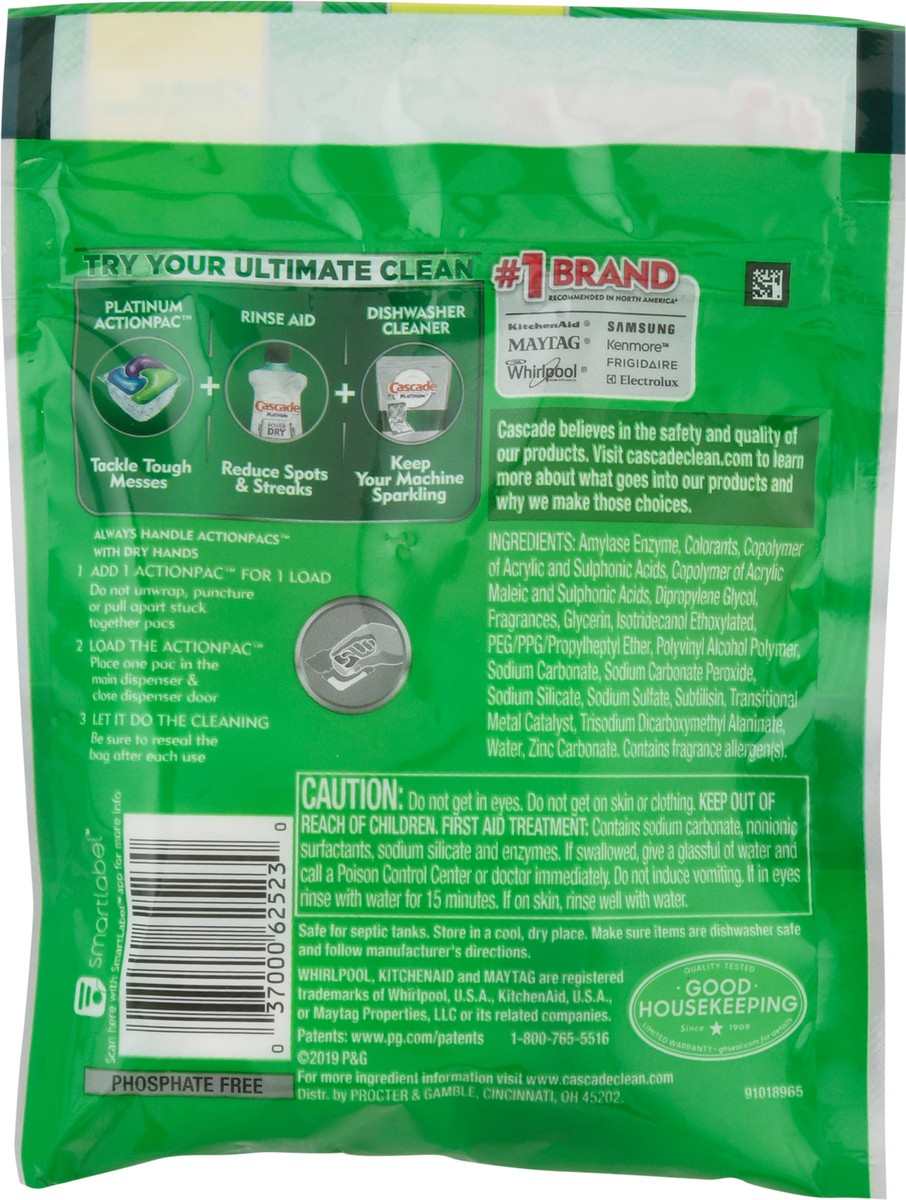 TRY YOUR ULTIMATE CLEAN
PLATINUM
ACTIONPAC™
RINSE AID
DISHWASHER
CLEANER
+
+
Cascade
PLATINUM
POWER
DRY
Cascade
PLATINUM
Tackle Tough
Messes
Reduce Spots
& Streaks
Keep
Your Machine
Sparkling
#1 BRAND
RECOMMENDED IN NORTH AMERICA*
KitchenAid®
SAMSUNG
MAYTAG®
Kenmore™
Whirlpool®
FRIGIDAIRE
Electrolux
Cascade believes in the safety and quality of
our products. Visit cascadeclean.com to learn
more about what goes into our products and
why we make those choices.
ALWAYS HANDLE ACTIONPACS™
WITH DRY HANDS
1 ADD 1 ACTIONPAC™ FOR 1 LOAD
Do not unwrap, puncture
or pull apart stuck
together pacs
2 LOAD THE ACTIONPAC™
Place one pac in the
main dispenser &
close dispenser door
3 LET IT DO THE CLEANING
Be sure to reseal the
bag after each use
INGREDIENTS: Amylase Enzyme, Colorants, Copolymer
of Acrylic and Sulphonic Acids, Copolymer of Acrylic
Maleic and Sulphonic Acids, Dipropylene Glycol,
Fragrances, Glycerin, Isotridecanol Ethoxylated,
PEG/PPG/Propylheptyl Ether, Polyvinyl Alcohol Polymer,
Sodium Carbonate, Sodium Carbonate Peroxide,
Sodium Silicate, Sodium Sulfate, Subtilisin, Transitional
Metal Catalyst, Trisodium Dicarboxymethyl Alaninate,
Water, Zinc Carbonate. Contains fragrance allergen(s).
CAUTION: Do not get in eyes. Do not get on skin or clothing. KEEP OUT OF
REACH OF CHILDREN. FIRST AID TREATMENT: Contains sodium carbonate, nonionic
surfactants, sodium silicate and enzymes. If swallowed, give a glassful of water and
call a Poison Control Center or doctor immediately. Do not induce vomiting. If in eyes
rinse with water for 15 minutes. If on skin, rinse well with water.
Safe for septic tanks. Store in a cool, dry place. Make sure items are dishwasher safe
and follow manufacturer's directions.
WHIRLPOOL, KITCHENAID and MAYTAG are registered
trademarks of Whirlpool, U.S.A., KitchenAid, U.S.A.,
or Maytag Properties, LLC or its related companies.
Patents: www.pg.com/patents 1-800-765-5516
©2019 P&G
For more ingredient information visit www.cascadeclean.com
Distr. by PROCTER & GAMBLE, CINCINNATI, OH 45202.
91018965
QUALITY TESTED
GOOD
HOUSEKEEPING
Since ★ 1909
LIMITED WARRANTY - ghseal.com for details
smartlabel™
Scan here with SmartLabel™ app for more info
0 37000 62523 0
PHOSPHATE FREE